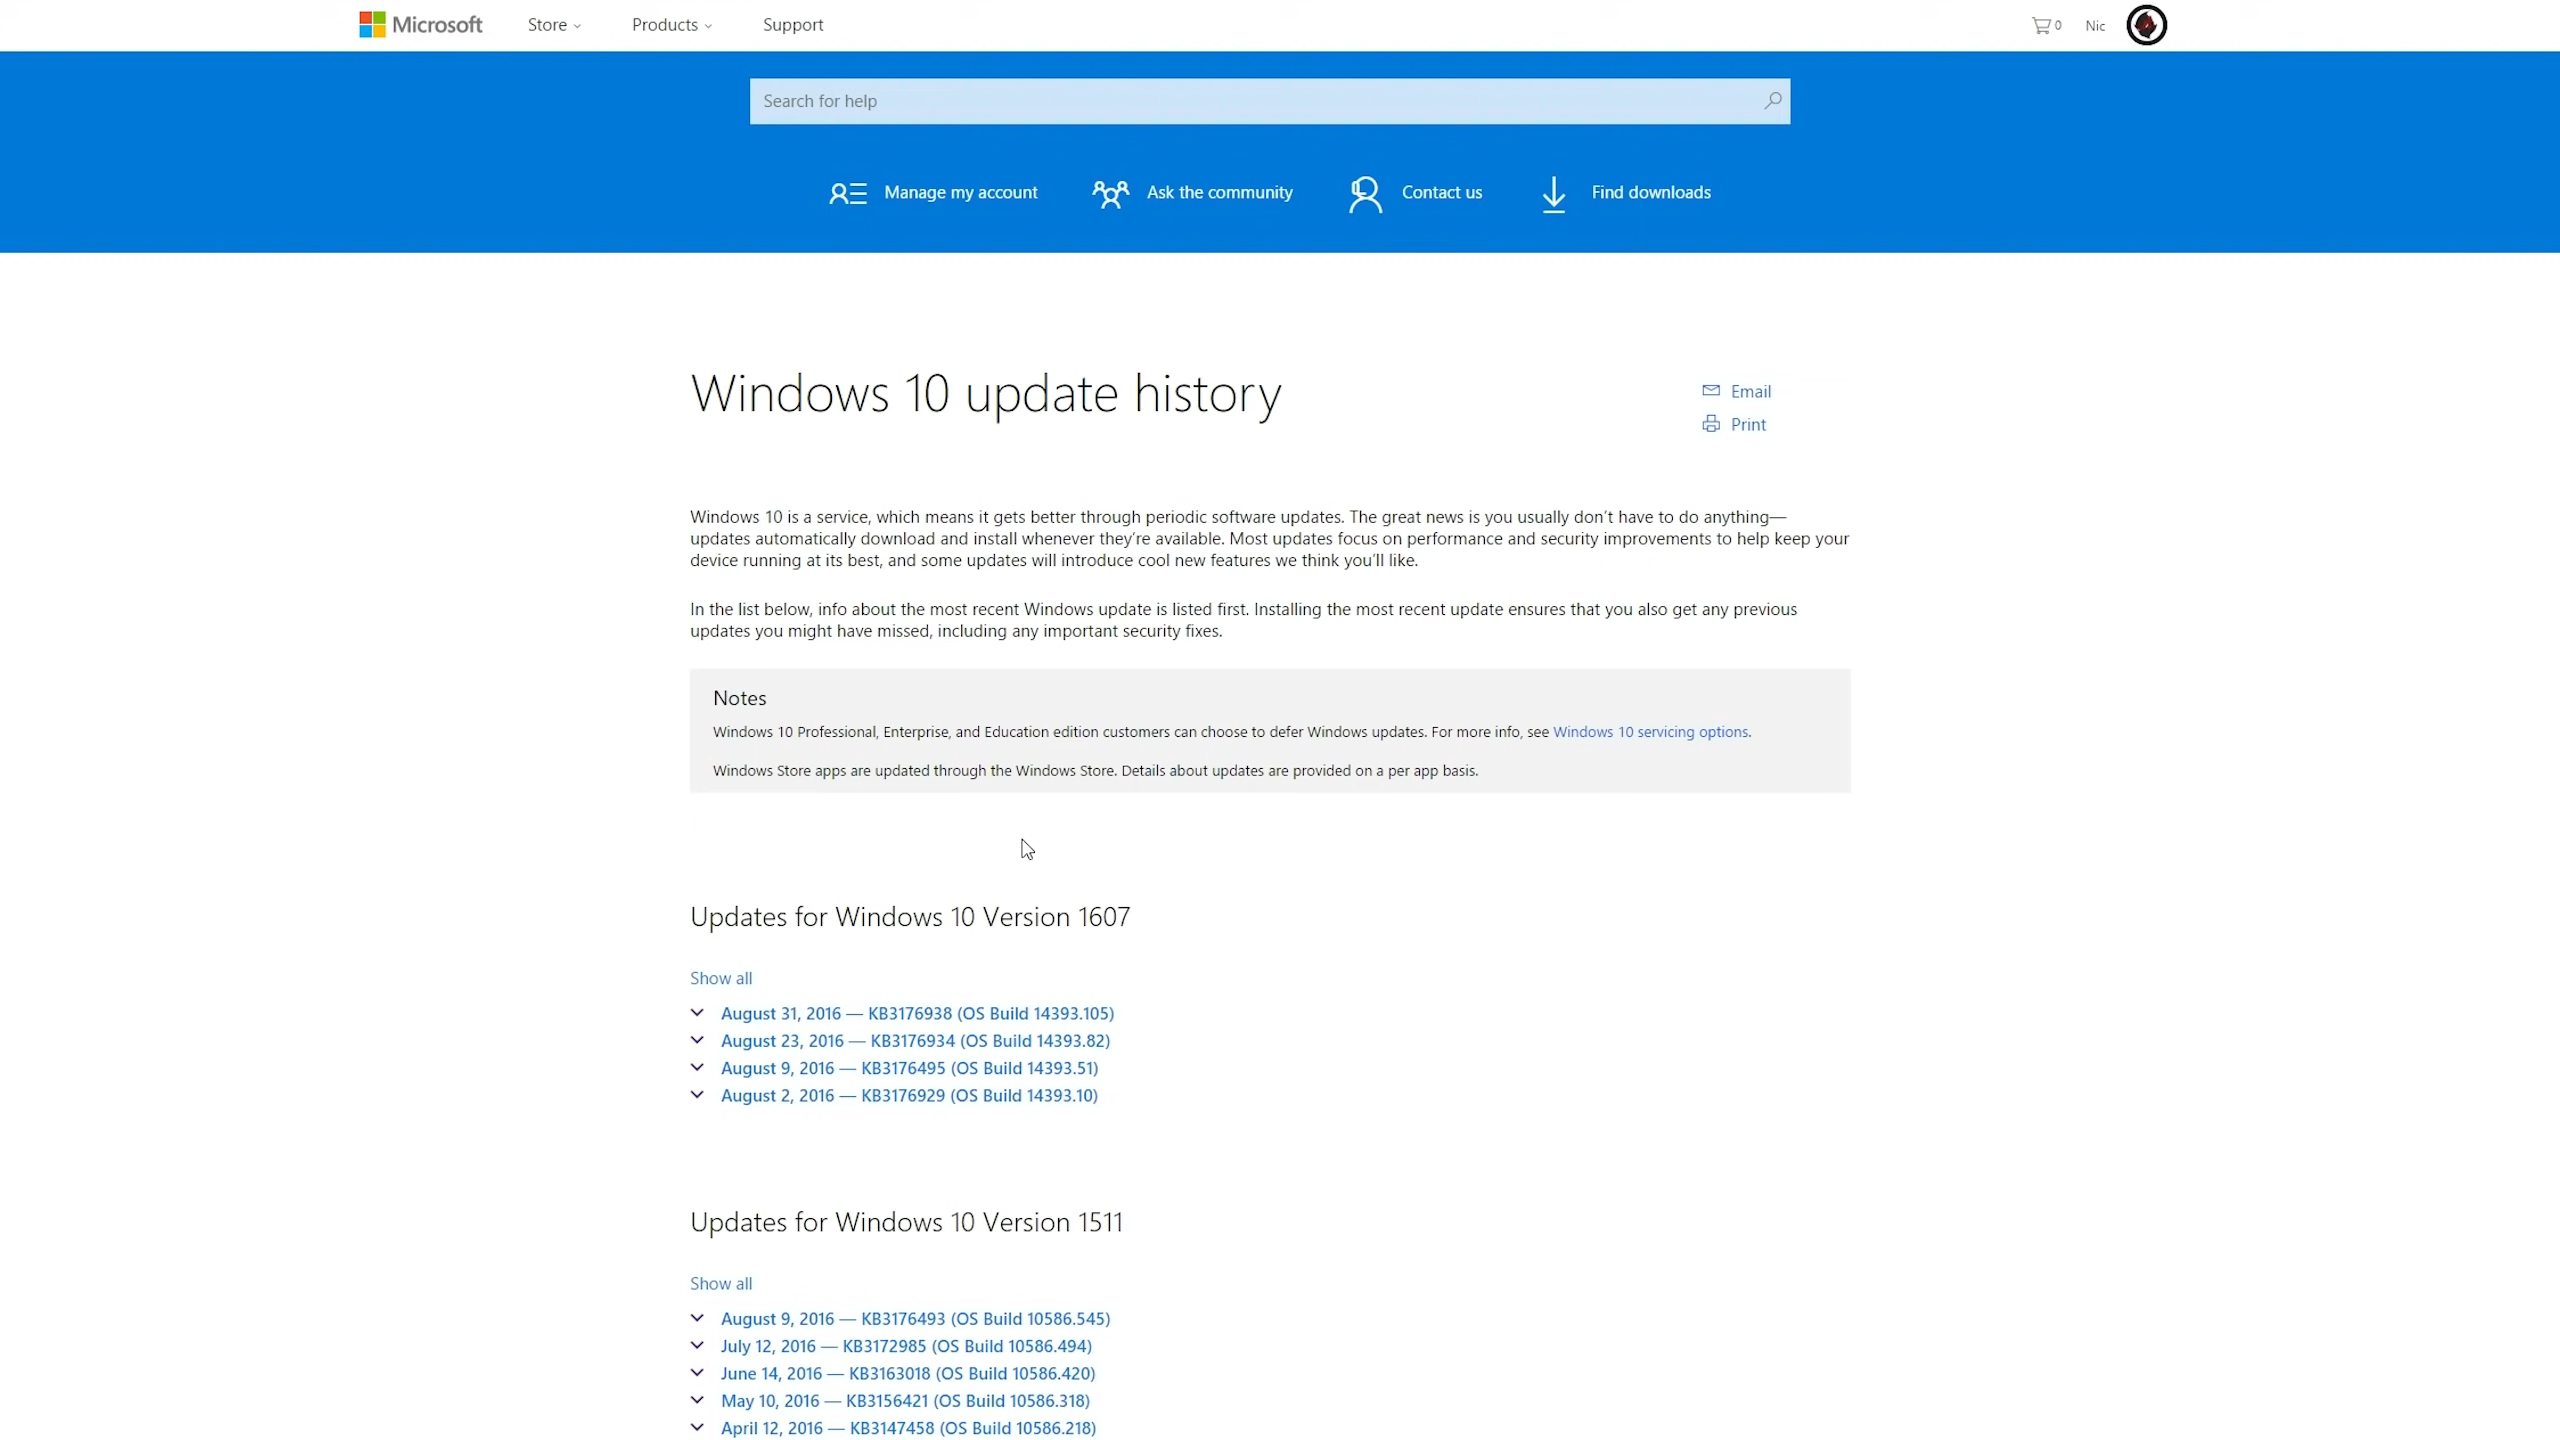 Microsoft Store Products Support 0 Nic
Search for help
Manage my account Ask the community Contact us Find downloads
Windows 10 update history
Email
Print
Windows 10 is a service, which means it gets better through periodic software updates. The great news is you usually don't have to do anything—
updates automatically download and install whenever they're available. Most updates focus on performance and security improvements to help keep your
device running at its best, and some updates will introduce cool new features we think you'll like.
In the list below, info about the most recent Windows update is listed first. Installing the most recent update ensures that you also get any previous
updates you might have missed, including any important security fixes.
Notes
Windows 10 Professional, Enterprise, and Education edition customers can choose to defer Windows updates. For more info, see Windows 10 servicing options.
Windows Store apps are updated through the Windows Store. Details about updates are provided on a per app basis.
Updates for Windows 10 Version 1607
Show all
August 31, 2016 — KB3176938 (OS Build 14393.105)
August 23, 2016 — KB3176934 (OS Build 14393.82)
August 9, 2016 — KB3176495 (OS Build 14393.51)
August 2, 2016 — KB3176929 (OS Build 14393.10)
Updates for Windows 10 Version 1511
Show all
August 9, 2016 — KB3176493 (OS Build 10586.545)
July 12, 2016 — KB3172985 (OS Build 10586.494)
June 14, 2016 — KB3163018 (OS Build 10586.420)
May 10, 2016 — KB3156421 (OS Build 10586.318)
April 12, 2016 — KB3147458 (OS Build 10586.218)